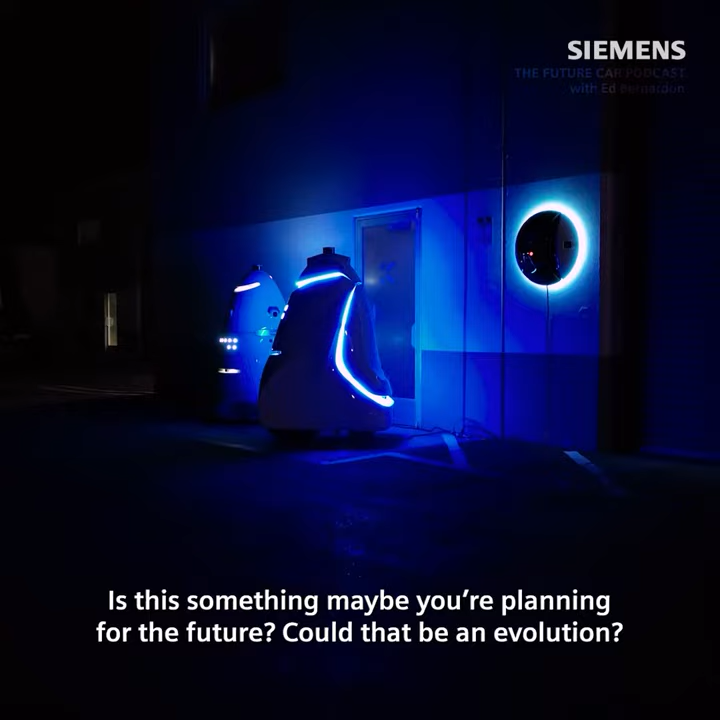 SIEMENS
THE FUTURE CAR PODCAST
with Ed Bernardon
Is this something maybe you're planning
for the future? Could that be an evolution?